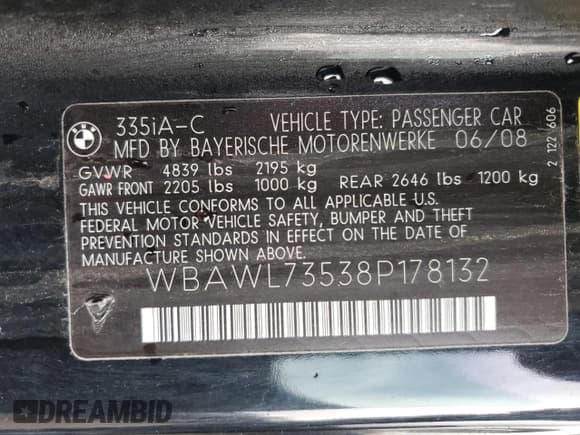 335iA-C VEHICLE TYPE: PASSENGER CAR
MFD BY BAYERISCHE MOTORENWERKE 06/08
GVWR 4839 lbs 2195 kg
GAWR FRONT 2205 lbs 1000 kg REAR 2646 lbs 1200 kg
THIS VEHICLE CONFORMS TO ALL APPLICABLE U.S.
FEDERAL MOTOR VEHICLE SAFETY, BUMPER AND THEFT
PREVENTION STANDARDS IN EFFECT ON THE DATE OF
MANUFACTURE SHOWN ABOVE.
WBAWL73538P178132
2 122 606
BMW
DREAMBID